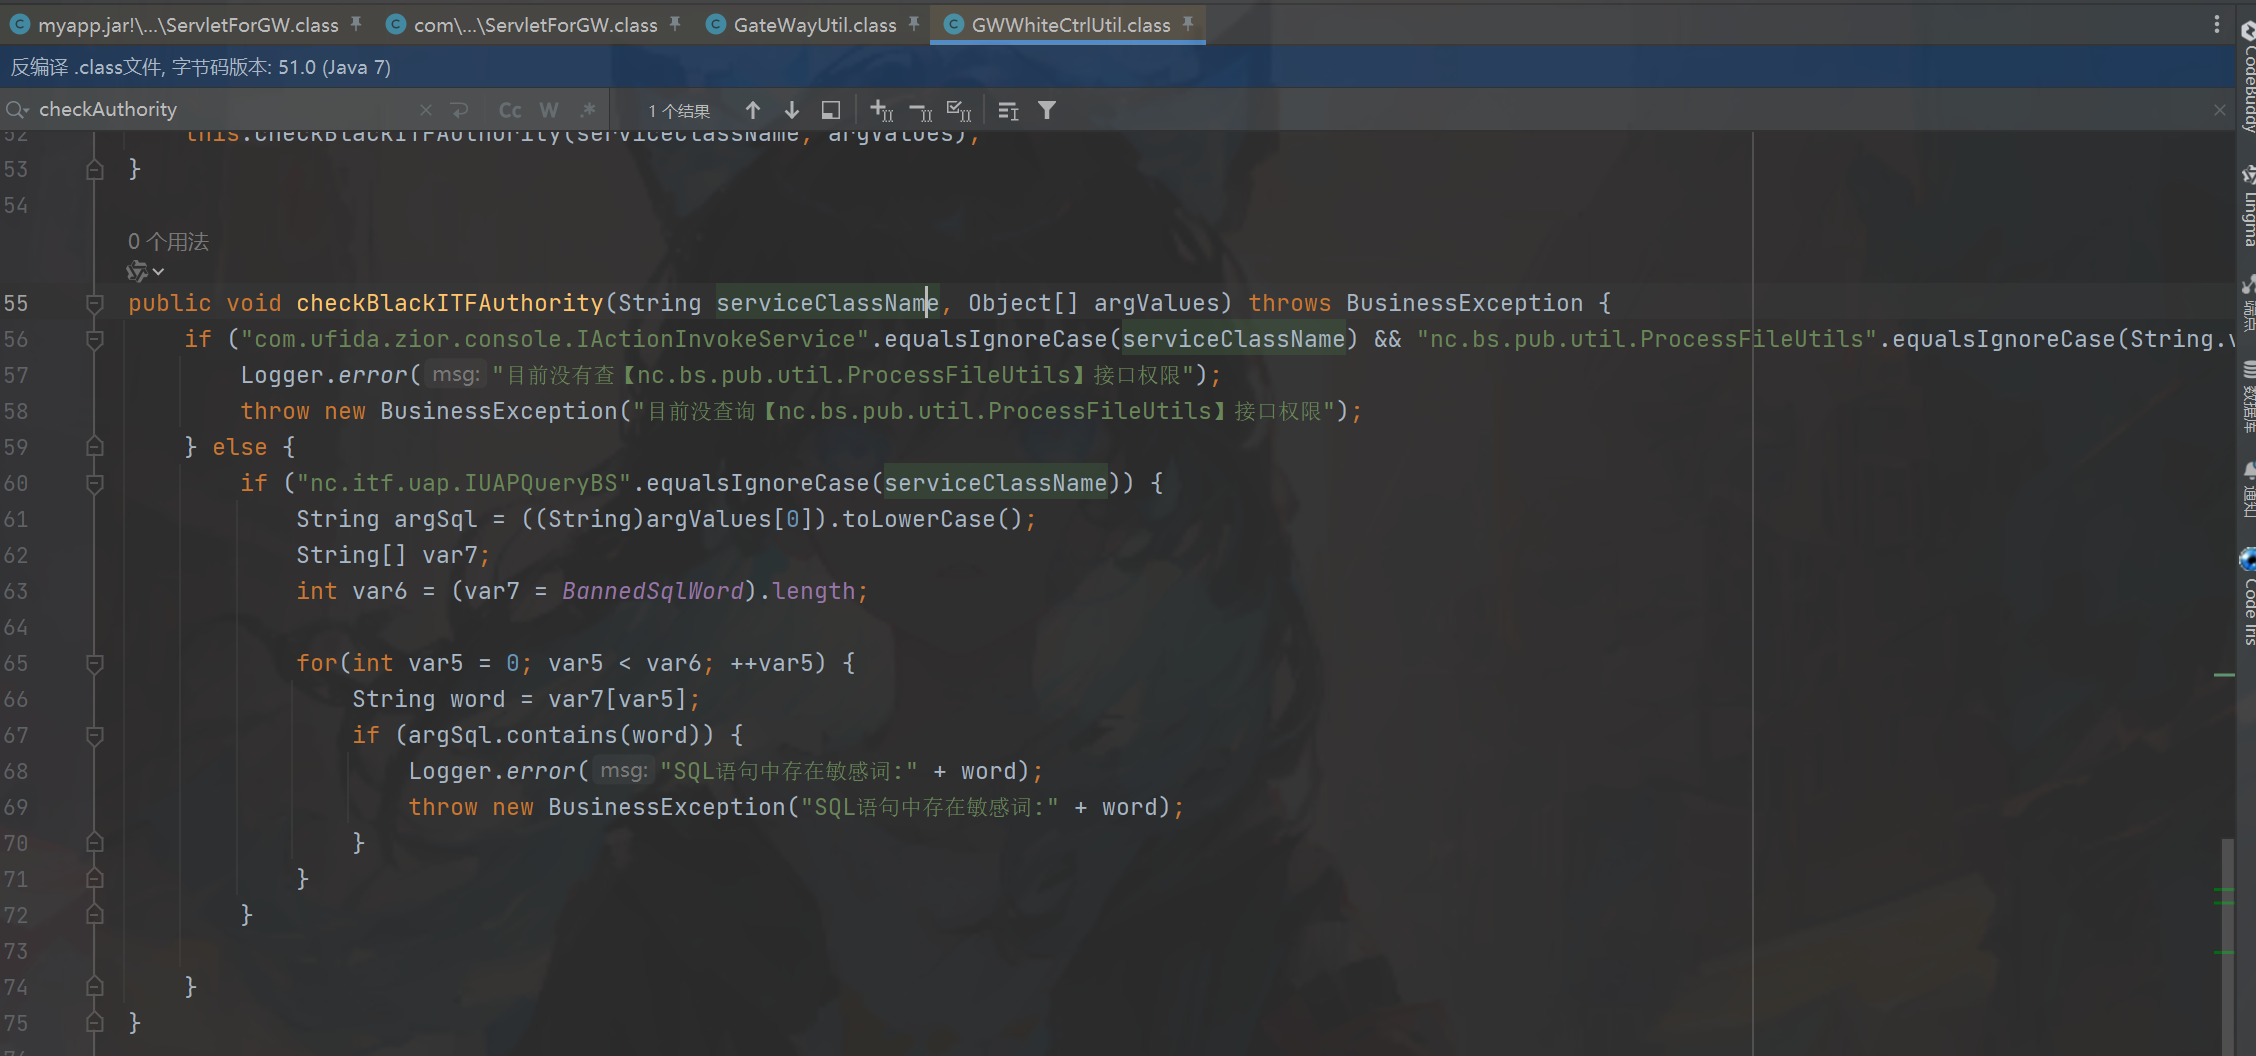 myapp.jar!\...\ServletForGW.class com\...\ServletForGW.class GateWayUtil.class GWWhiteCtrlUtil.class
反编译 .class文件, 字节码版本: 51.0 (Java 7)
checkAuthority Cc W .* 1 个结果
52 this.checkBlackITFAuthority(serviceClassName, argValues);
53 }
54
0 个用法
55 public void checkBlackITFAuthority(String serviceClassName, Object[] argValues) throws BusinessException {
56 if ("com.ufida.zior.console.IActionInvokeService".equalsIgnoreCase(serviceClassName) && "nc.bs.pub.util.ProcessFileUtils".equalsIgnoreCase(String.v
57 Logger.error( msg: "目前没有查【nc.bs.pub.util.ProcessFileUtils】接口权限");
58 throw new BusinessException("目前没查询【nc.bs.pub.util.ProcessFileUtils】接口权限");
59 } else {
60 if ("nc.itf.uap.IUAPQueryBS".equalsIgnoreCase(serviceClassName)) {
61 String argSql = ((String)argValues[0]).toLowerCase();
62 String[] var7;
63 int var6 = (var7 = BannedSqlWord).length;
64
65 for(int var5 = 0; var5 < var6; ++var5) {
66 String word = var7[var5];
67 if (argSql.contains(word)) {
68 Logger.error( msg: "SQL语句中存在敏感词:" + word);
69 throw new BusinessException("SQL语句中存在敏感词:" + word);
70 }
71 }
72 }
73
74 }
75 }
CodeBuddy
Lingma
端点
数据库
通知
Code Iris